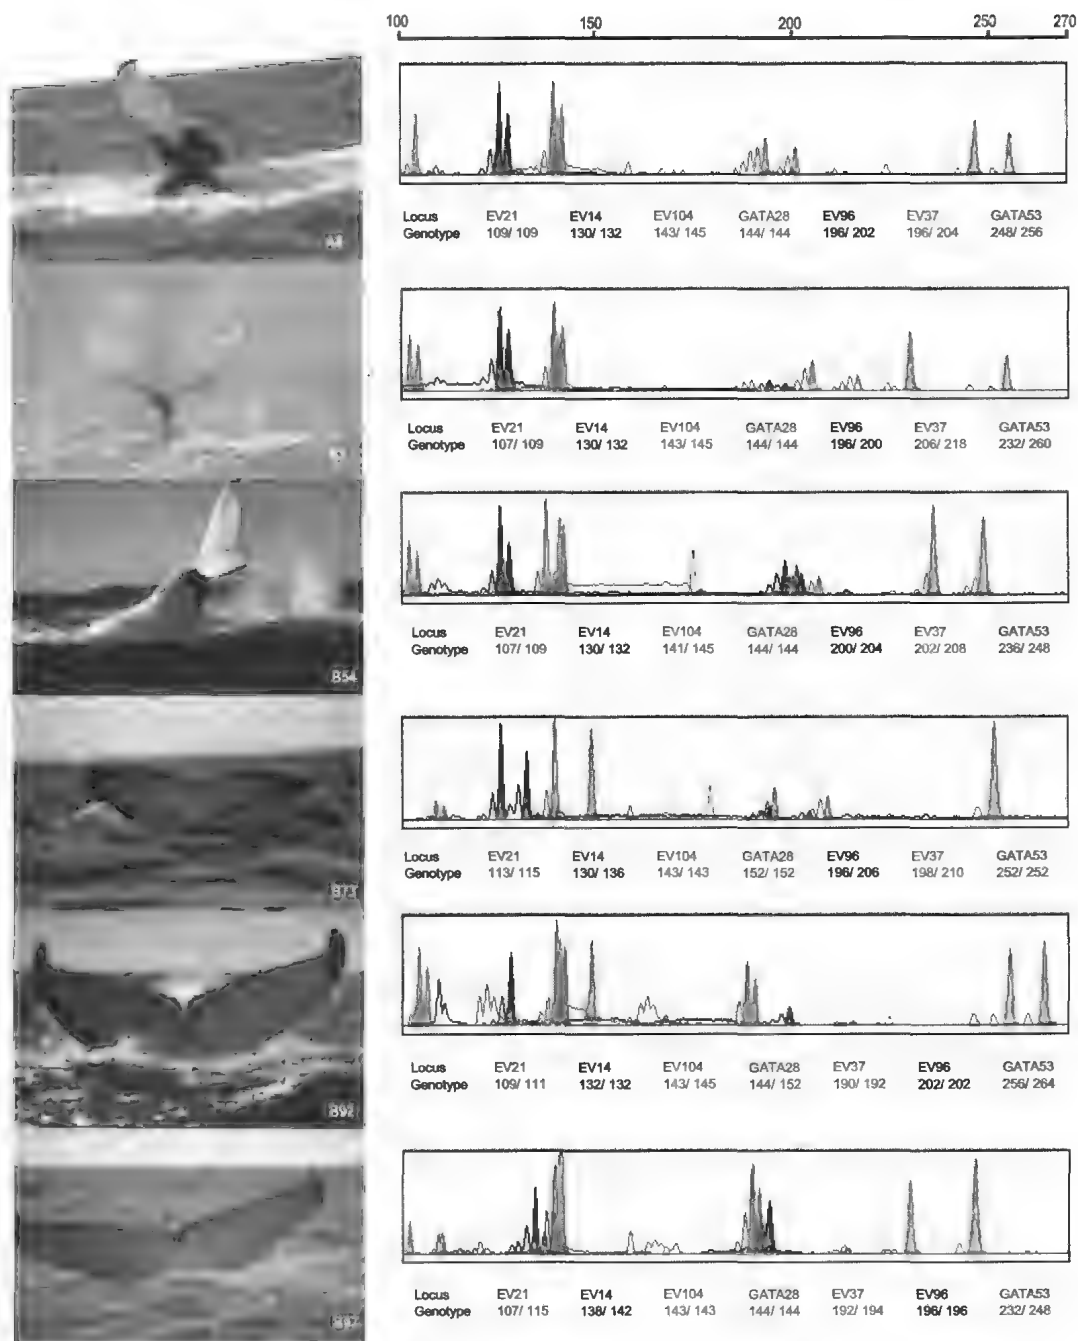 100 150 200 250 270
Locus EV21 EV14 EV104 GATA28 EV96 EV37 GATA53
Genotype 109/ 109 130/ 132 143/ 145 144/ 144 196/ 202 196/ 204 248/ 256
Locus EV21 EV14 EV104 GATA28 EV96 EV37 GATA53
Genotype 107/ 109 130/ 132 143/ 145 144/ 144 196/ 200 206/ 218 232/ 260
B54
Locus EV21 EV14 EV104 GATA28 EV96 EV37 GATA53
Genotype 107/ 109 130/ 132 141/ 145 144/ 144 200/ 204 202/ 208 236/ 248
Locus EV21 EV14 EV104 GATA28 EV96 EV37 GATA53
Genotype 113/ 115 130/ 136 143/ 143 152/ 152 196/ 206 198/ 210 252/ 252
B92
Locus EV21 EV14 EV104 GATA28 EV37 EV96 GATA53
Genotype 109/ 111 132/ 132 143/ 145 144/ 152 190/ 192 202/ 202 256/ 264
Locus EV21 EV14 EV104 GATA28 EV37 EV96 GATA53
Genotype 107/ 115 138/ 142 143/ 143 144/ 144 192/ 194 196/ 196 232/ 248